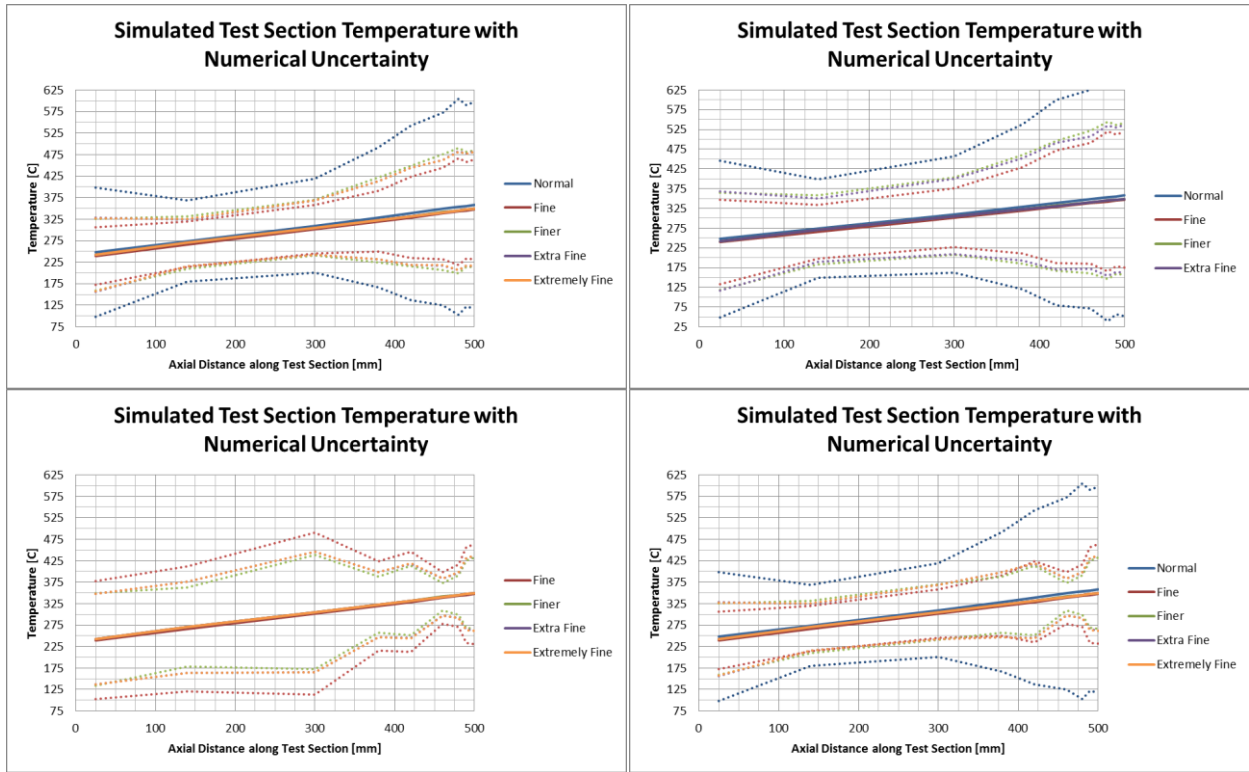 Simulated Test Section Temperature with
Numerical Uncertainty
625
575
525
475
425
375
325
275
225
175
125
75
Temperature [C]
0 100 200 300 400 500
Axial Distance along Test Section [mm]
Normal
Fine
Finer
Extra Fine
Extremely Fine
Simulated Test Section Temperature with
Numerical Uncertainty
625
575
525
475
425
375
325
275
225
175
125
75
25
Temperature [C]
0 100 200 300 400 500
Axial Distance along Test Section [mm]
Normal
Fine
Finer
Extra Fine
Simulated Test Section Temperature with
Numerical Uncertainty
625
575
525
475
425
375
325
275
225
175
125
75
Temperature [C]
0 100 200 300 400 500
Axial Distance along Test Section [mm]
Fine
Finer
Extra Fine
Extremely Fine
Simulated Test Section Temperature with
Numerical Uncertainty
625
575
525
475
425
375
325
275
225
175
125
75
Temperature [C]
0 100 200 300 400 500
Axial Distance along Test Section [mm]
Normal
Fine
Finer
Extra Fine
Extremely Fine